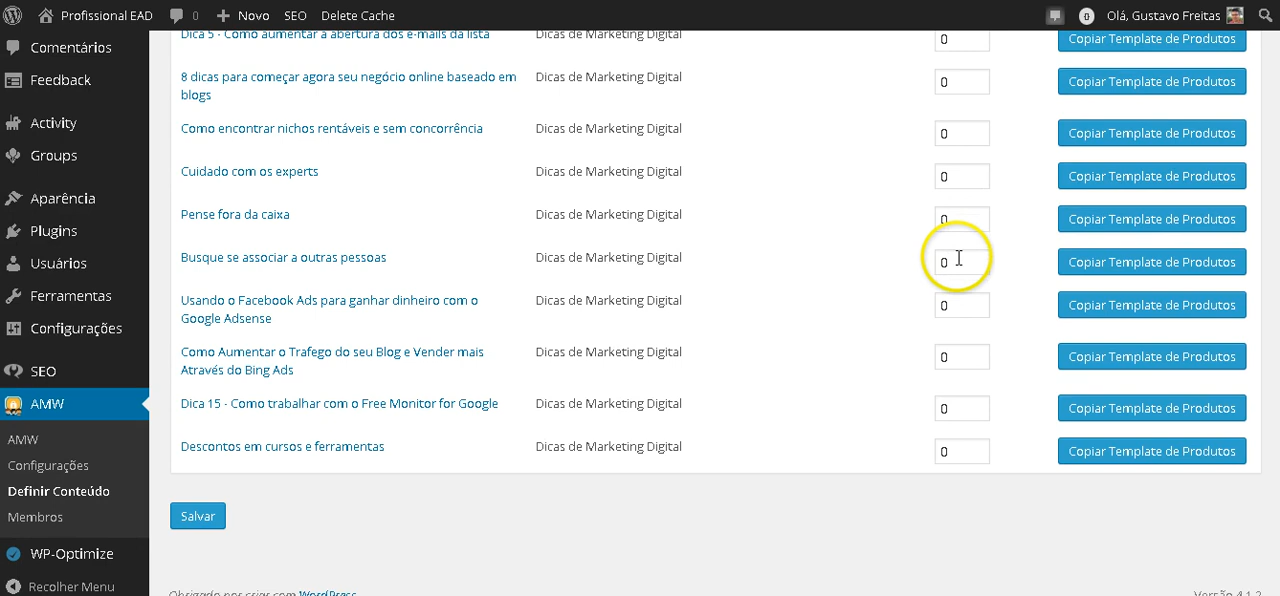 Profissional EAD 0 Novo SEO Delete Cache Olá, Gustavo Freitas
Comentários
Feedback
Activity
Groups
Aparência
Plugins
Usuários
Ferramentas
Configurações
SEO
AMW
AMW
Configurações
Definir Conteúdo
Membros
WP-Optimize
Recolher Menu
Dica 5 - Como aumentar a abertura dos e-mails da lista Dicas de Marketing Digital 0 Copiar Template de Produtos
8 dicas para começar agora seu negócio online baseado em Dicas de Marketing Digital 0 Copiar Template de Produtos
blogs
Como encontrar nichos rentáveis e sem concorrência Dicas de Marketing Digital 0 Copiar Template de Produtos
Cuidado com os experts Dicas de Marketing Digital 0 Copiar Template de Produtos
Pense fora da caixa Dicas de Marketing Digital 0 Copiar Template de Produtos
Busque se associar a outras pessoas Dicas de Marketing Digital 0 Copiar Template de Produtos
Usando o Facebook Ads para ganhar dinheiro com o Dicas de Marketing Digital 0 Copiar Template de Produtos
Google Adsense
Como Aumentar o Trafego do seu Blog e Vender mais Dicas de Marketing Digital 0 Copiar Template de Produtos
Através do Bing Ads
Dica 15 - Como trabalhar com o Free Monitor for Google Dicas de Marketing Digital 0 Copiar Template de Produtos
Descontos em cursos e ferramentas Dicas de Marketing Digital 0 Copiar Template de Produtos
Salvar
Obrigado por criar com WordPress Versão 4.1.2